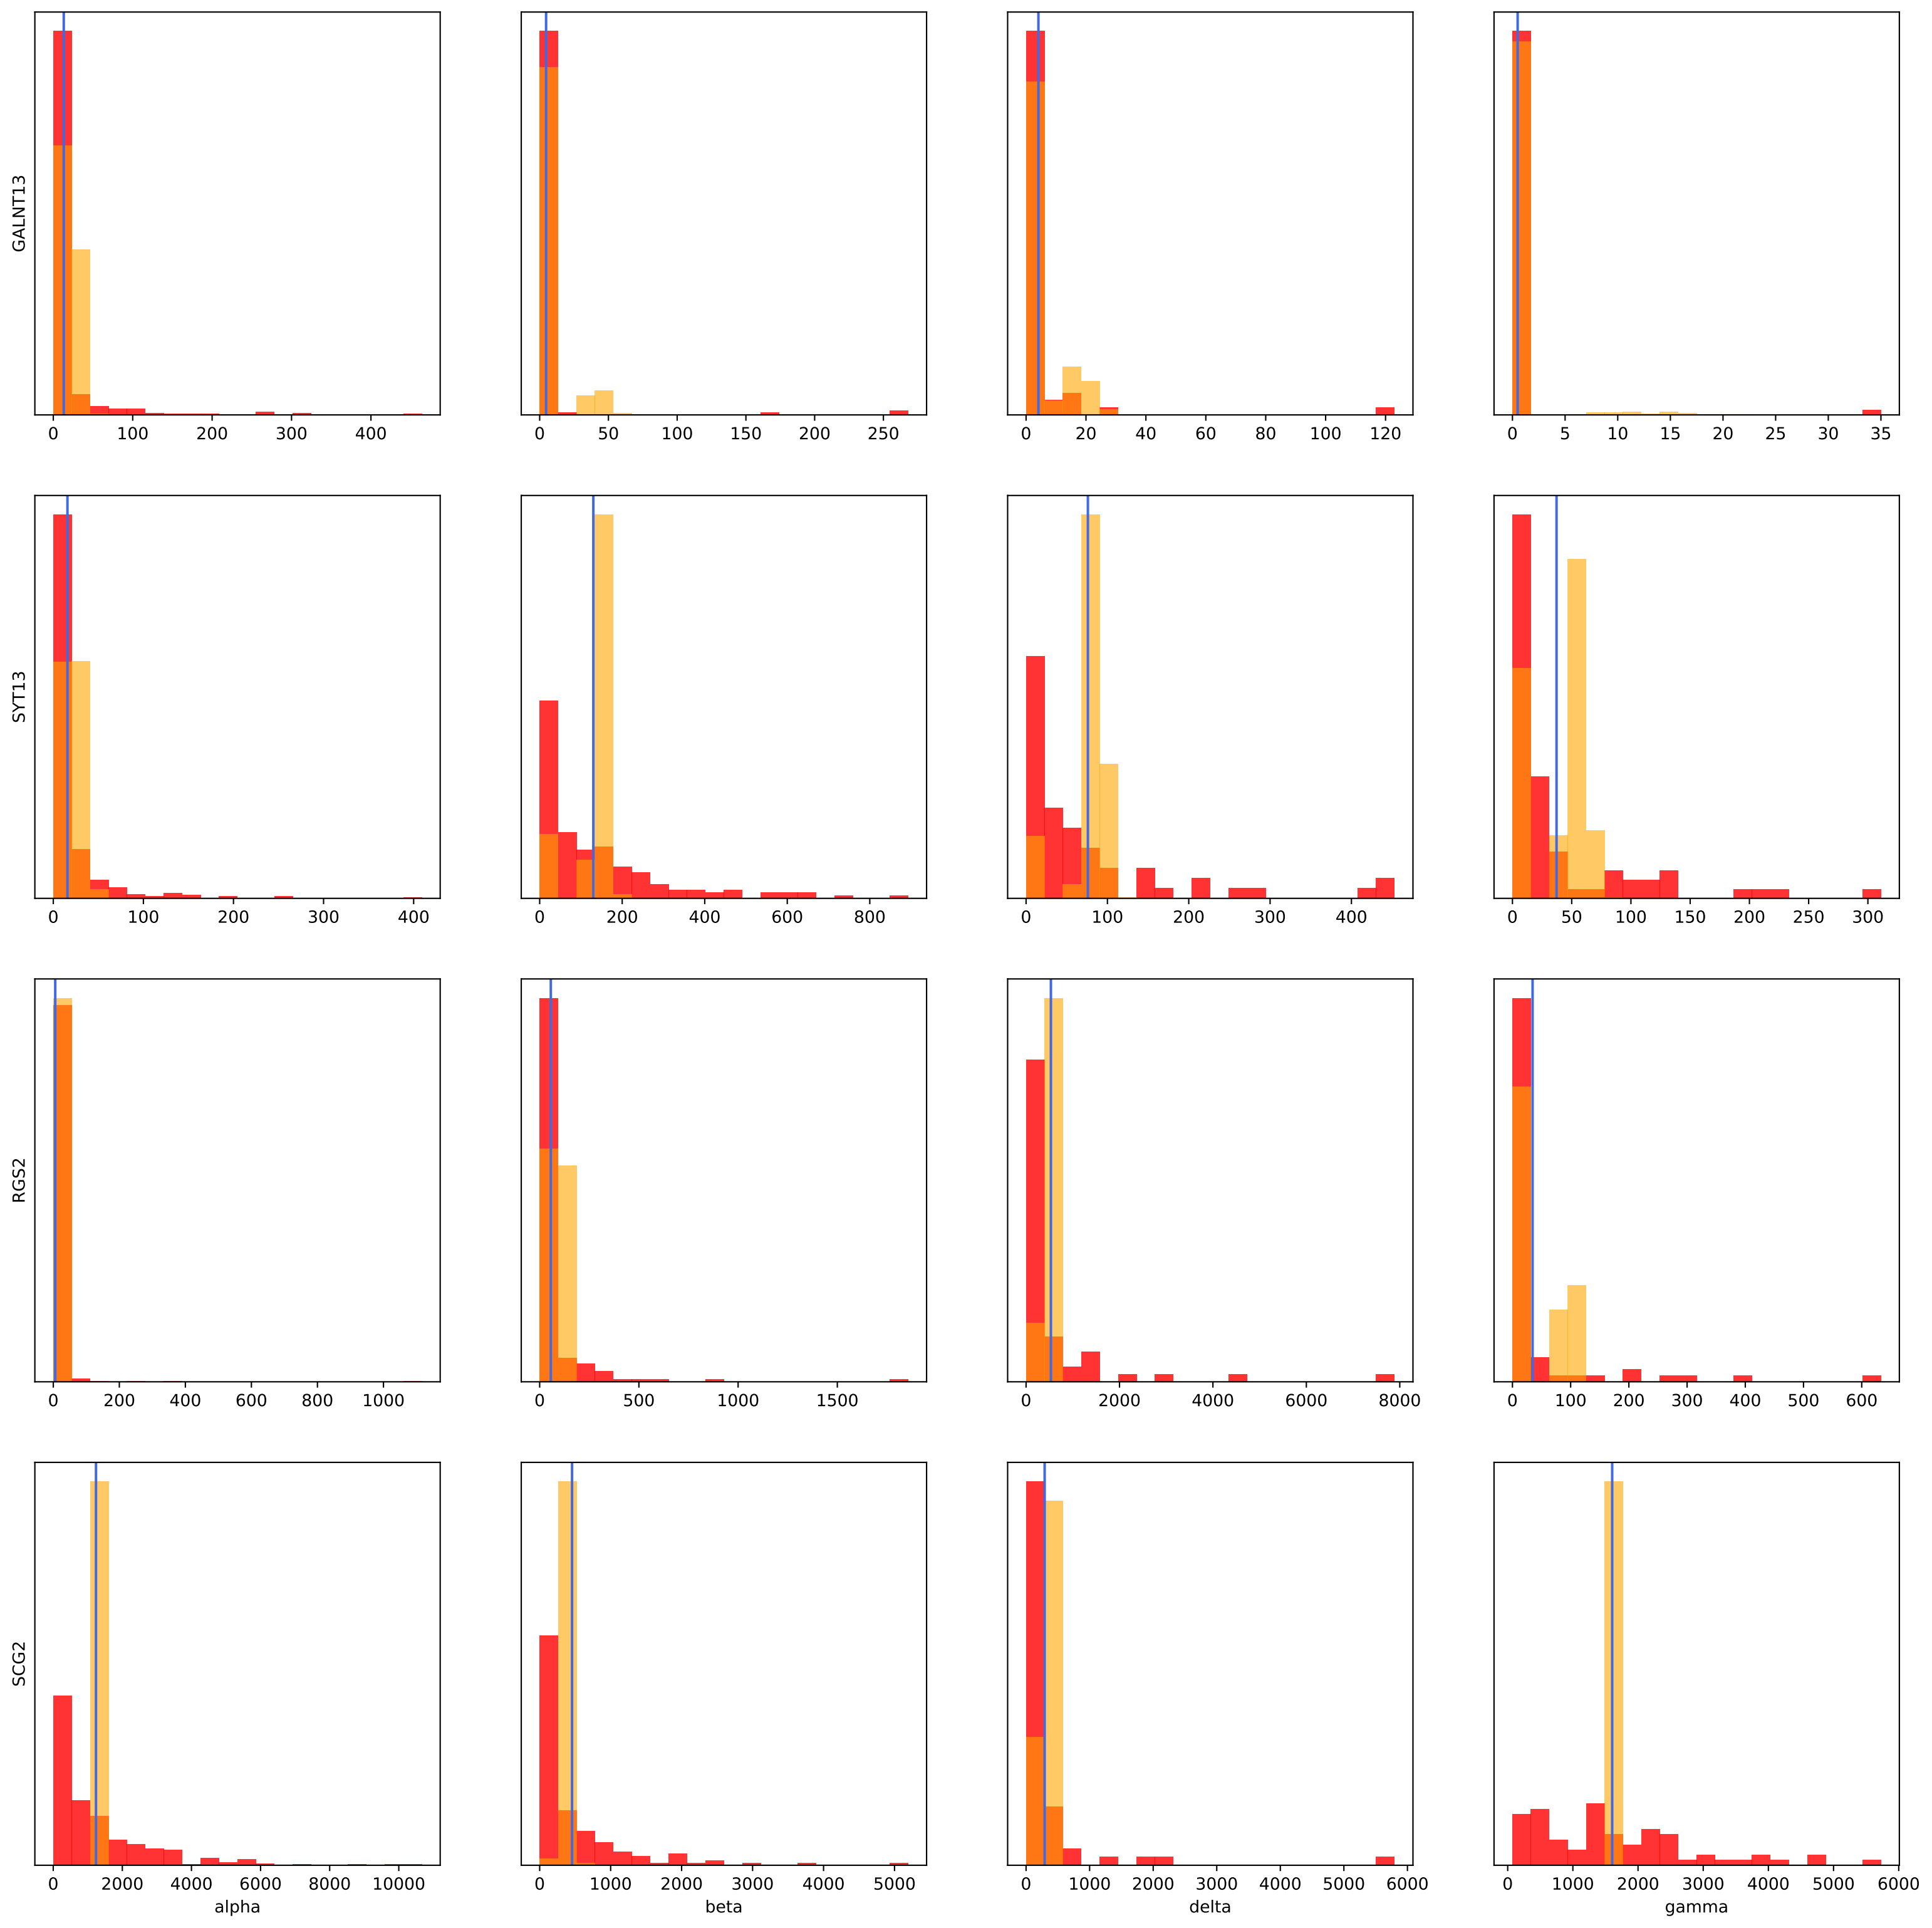 GALNT13
0 100 200 300 400
0 50 100 150 200 250
0 20 40 60 80 100 120
0 5 10 15 20 25 30 35
SYT13
0 100 200 300 400
0 200 400 600 800
0 100 200 300 400
0 50 100 150 200 250 300
RGS2
0 200 400 600 800 1000
0 500 1000 1500
0 2000 4000 6000 8000
0 100 200 300 400 500 600
SCG2
0 2000 4000 6000 8000 10000
0 1000 2000 3000 4000 5000
0 1000 2000 3000 4000 5000 6000
0 1000 2000 3000 4000 5000 6000
alpha
beta
delta
gamma